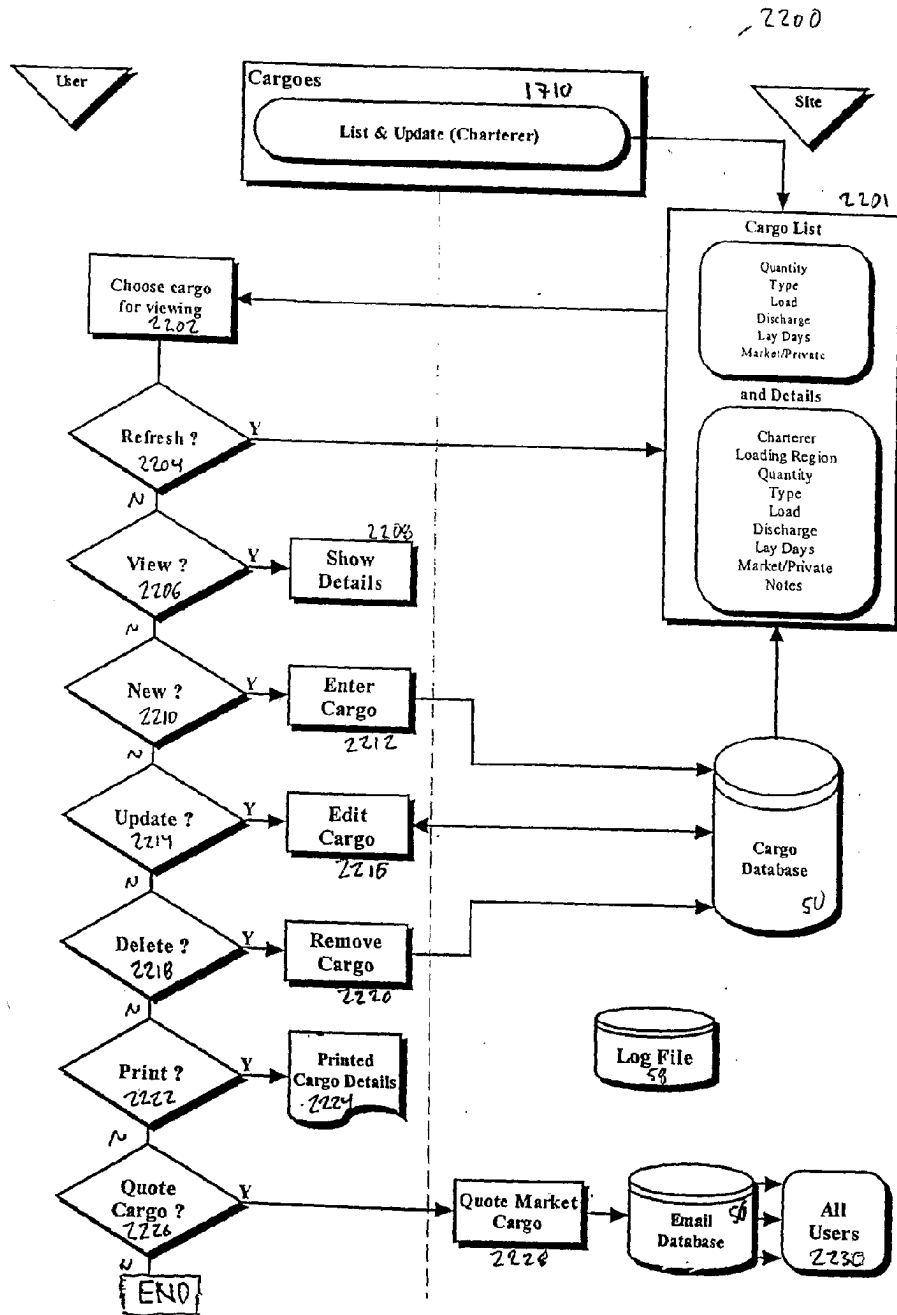 2200
User
Cargoes
1710
List & Update (Charterer)
Site
2201
Cargo List
Quantity
Type
Load
Discharge
Lay Days
Market/Private
and Details
Charterer
Loading Region
Quantity
Type
Load
Discharge
Lay Days
Market/Private
Notes
Choose cargo
for viewing
2202
Refresh ?
2204
Y
N
View ?
2206
Y
2208
Show
Details
N
New ?
2210
Y
Enter
Cargo
2212
N
Update ?
2214
Y
Edit
Cargo
2216
Cargo
Database
50
N
Delete ?
2218
Y
Remove
Cargo
2220
N
Log File
58
Print ?
2222
Y
Printed
Cargo Details
2224
N
Quote
Cargo ?
2226
Y
Quote Market
Cargo
2228
Email
Database
56
All
Users
2230
N
END